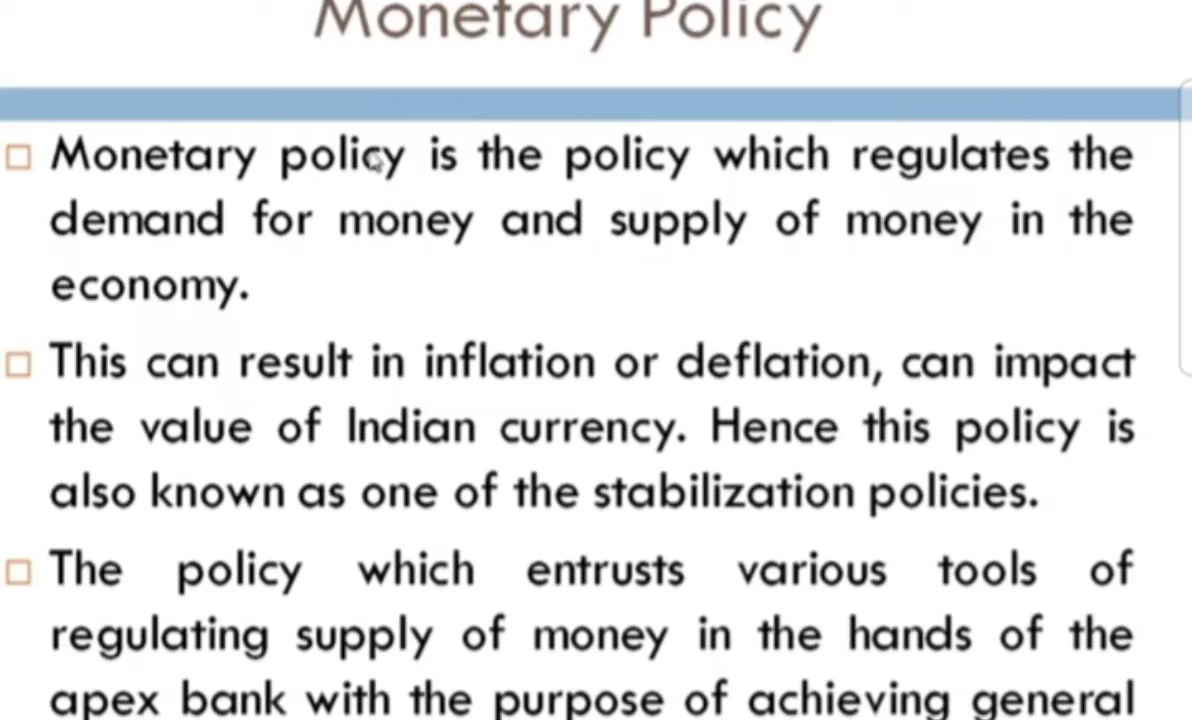 Monetary Policy
Monetary policy is the policy which regulates the
demand for money and supply of money in the
economy.
This can result in inflation or deflation, can impact
the value of Indian currency. Hence this policy is
also known as one of the stabilization policies.
The policy which entrusts various tools of
regulating supply of money in the hands of the
apex bank with the purpose of achieving general